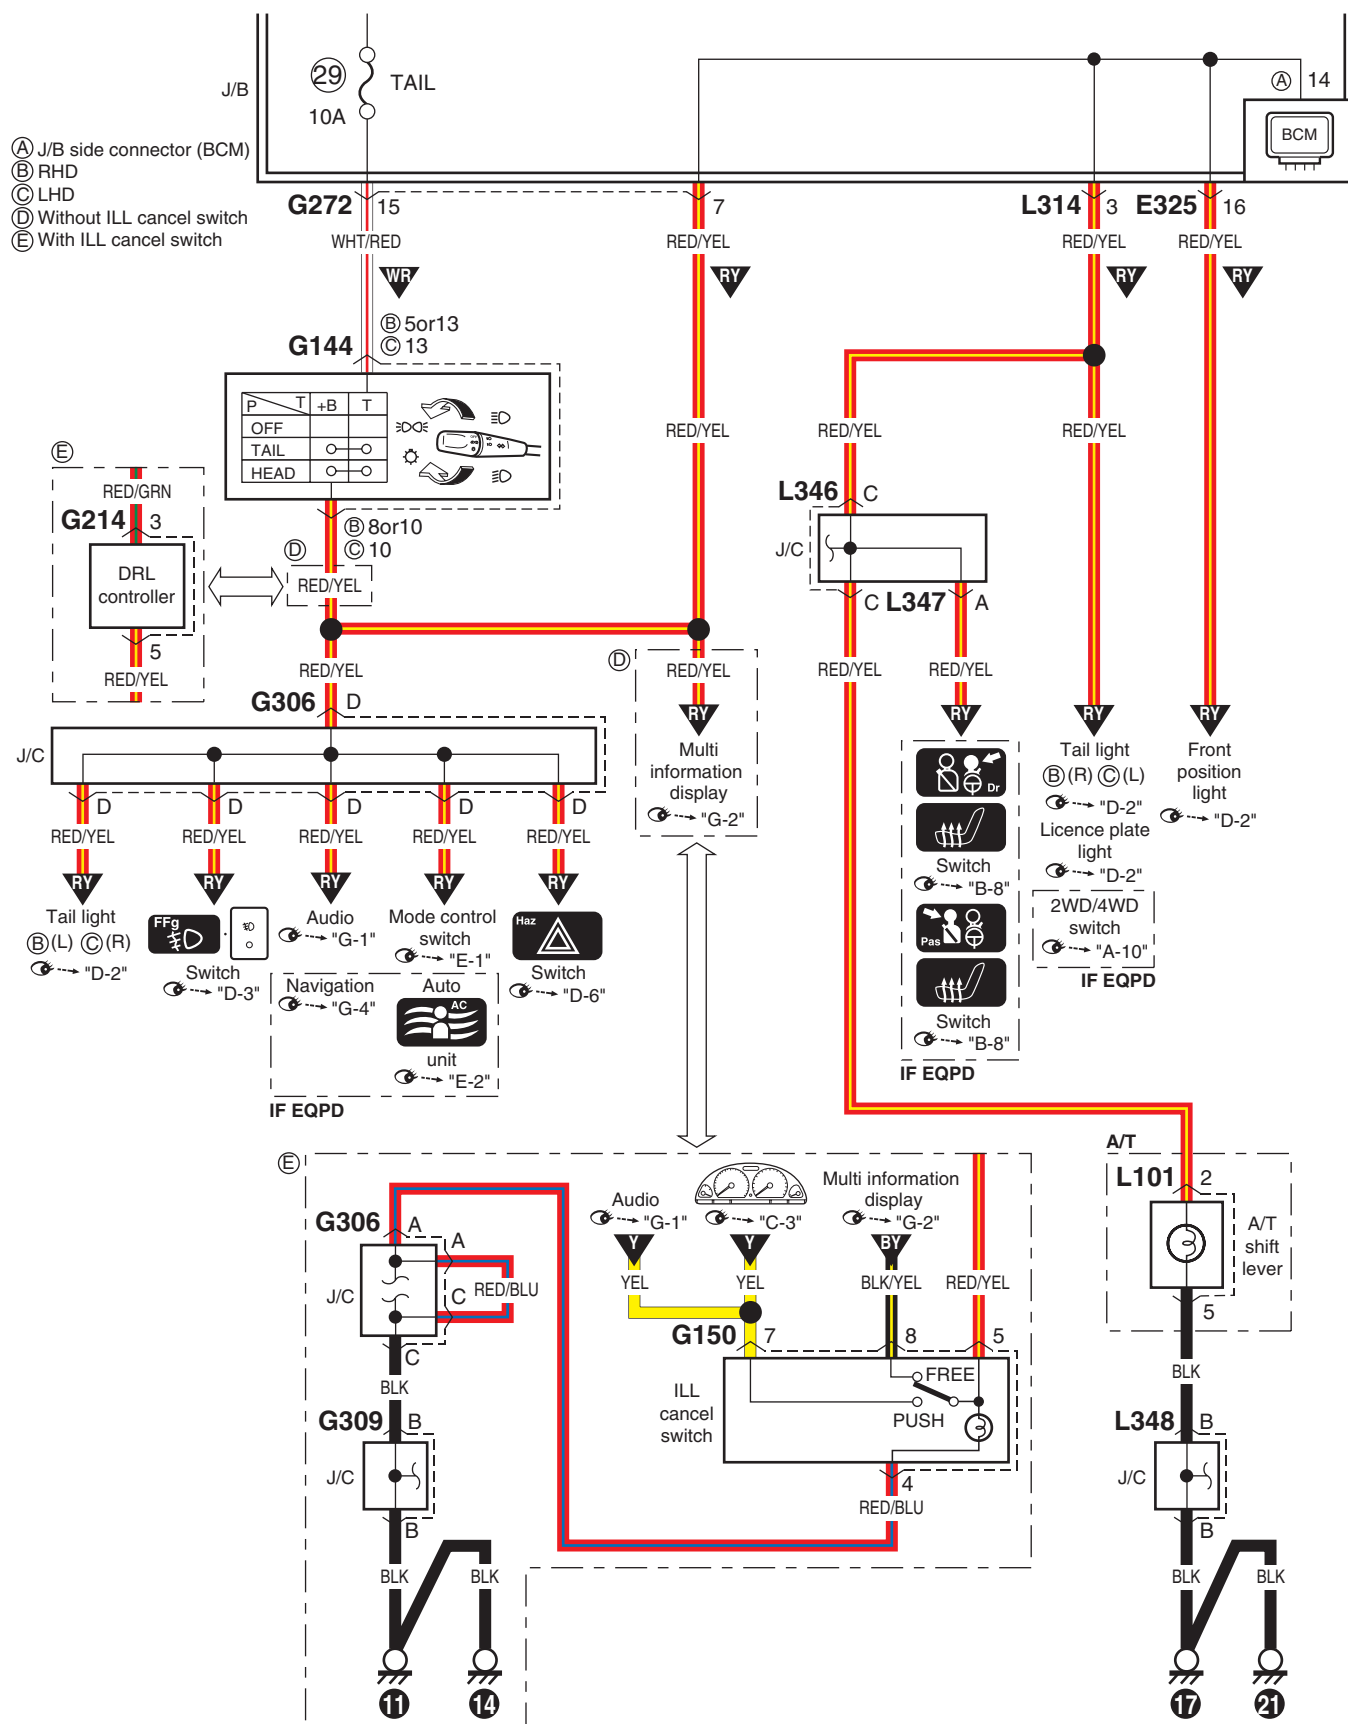 29
TAIL
10A
J/B
A 14
BCM
A J/B side connector (BCM)
B RHD
C LHD
D Without ILL cancel switch
E With ILL cancel switch
G272 15
7
L314 3
E325 16
WHT/RED
RED/YEL
RED/YEL
RED/YEL
WR
RY
RY
RY
B 5or13
C 13
G144
P T +B T
OFF
TAIL
HEAD
RED/YEL
RED/YEL
RED/YEL
E
RED/GRN
G214 3
DRL
controller
5
RED/YEL
B 8or10
C 10
D
RED/YEL
L346 C
J/C
C L347 A
RED/YEL
D
RED/YEL
RED/YEL
RED/YEL
G306 D
J/C
RY
Multi
information
display
"G-2"
RY
RY
RY
Tail light
B (R) C (L)
"D-2"
Licence plate
light
"D-2"
2WD/4WD
switch
"A-10"
IF EQPD
Front
position
light
"D-2"
Dr
Switch
"B-8"
Pas
Switch
"B-8"
IF EQPD
D
D
D
D
D
RED/YEL
RED/YEL
RED/YEL
RED/YEL
RED/YEL
RY
RY
RY
RY
RY
Tail light
B (L) C (R)
"D-2"
FFg
Switch
"D-3"
Audio
"G-1"
Mode control
switch
"E-1"
Haz
Switch
"D-6"
Navigation
"G-4"
Auto
AC
unit
"E-2"
IF EQPD
E
G306 A
A
J/C
C
RED/BLU
C
BLK
G309 B
J/C
B
BLK
BLK
11
14
Audio
"G-1"
"C-3"
Multi information
display
"G-2"
Y
Y
BY
YEL
YEL
BLK/YEL
RED/YEL
G150 7
8
5
ILL
cancel
switch
FREE
PUSH
4
RED/BLU
A/T
L101 2
A/T
shift
lever
5
BLK
L348 B
J/C
B
BLK
BLK
17
21